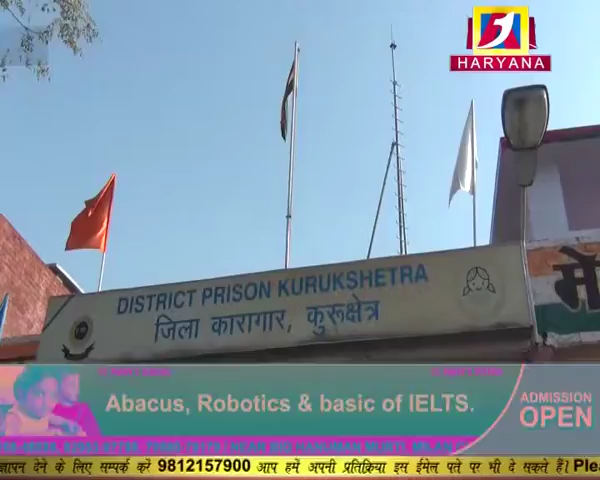 HARYANA
DISTRICT PRISON KURUKSHETRA
जिला कारागार, कुरूक्षेत्र
Abacus, Robotics & basic of IELTS.
ADMISSION
OPEN
ज्ञापन देने के लिए सम्पर्क करें 9812157900 आप हमें अपनी प्रतिक्रिया इस ईमेल पते पर भी दे सकते हैं! Plea